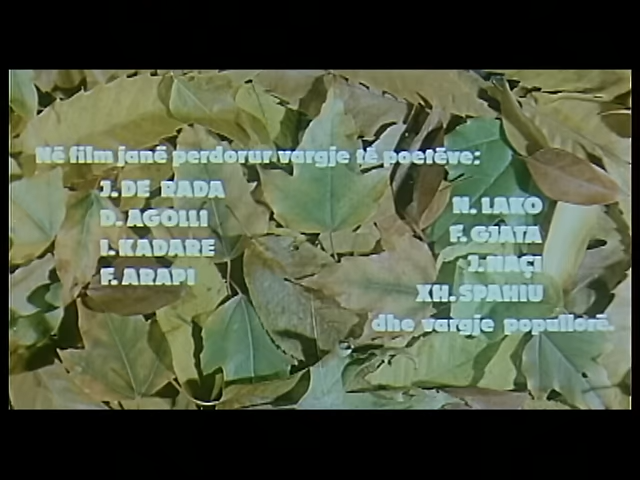 Në film janë perdorur vargje të poetëve:
J. DE RADA
D. AGOLLI
I. KADARE
F. ARAPI
N. LAKO
F. GJATA
J. NAÇI
XH. SPAHIU
dhe vargje popullorë.